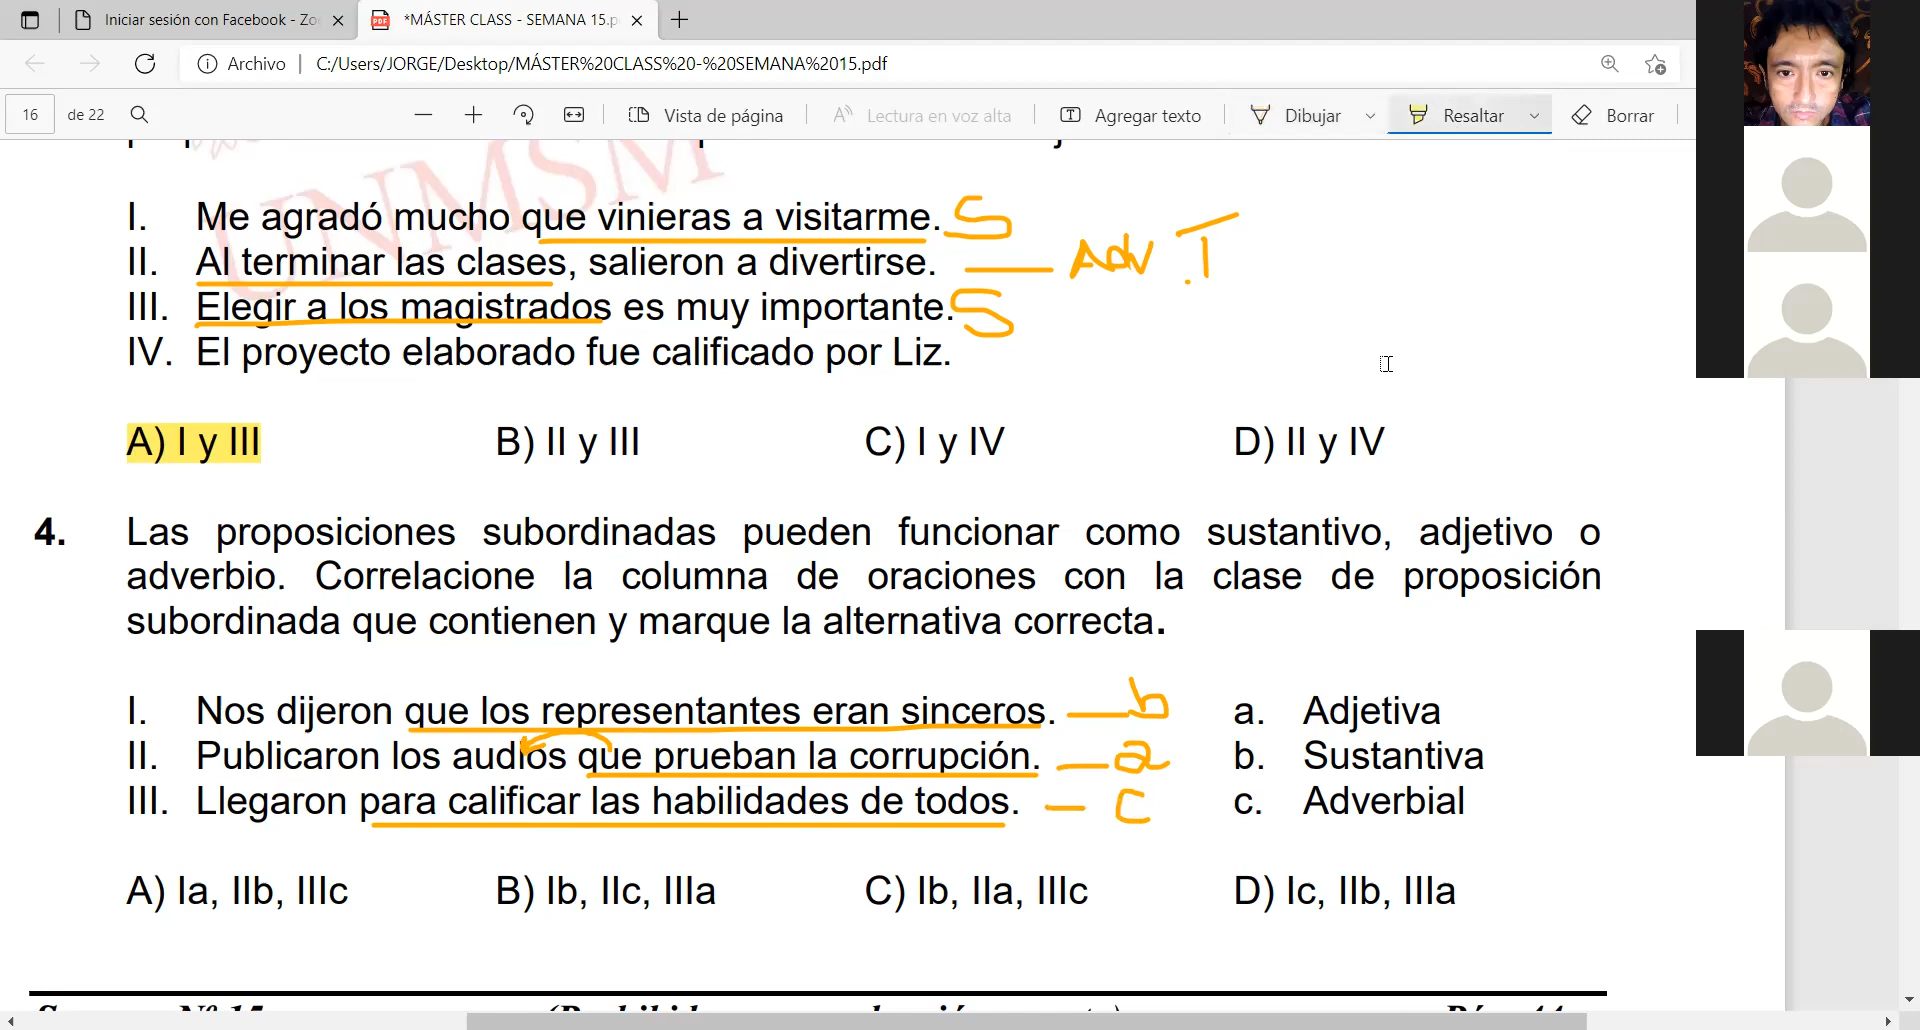 Iniciar sesión con Facebook - Zo
*MÁSTER CLASS - SEMANA 15.p
Archivo | C:/Users/JORGE/Desktop/MÁSTER%20CLASS%20-%20SEMANA%2015.pdf
16 de 22 Vista de página Lectura en voz alta Agregar texto Dibujar Resaltar Borrar
UNMSM
I. Me agradó mucho que vinieras a visitarme. S
II. Al terminar las clases, salieron a divertirse. — Adv T
III. Elegir a los magistrados es muy importante. S
IV. El proyecto elaborado fue calificado por Liz.
A) I y III B) II y III C) I y IV D) II y IV
4. Las proposiciones subordinadas pueden funcionar como sustantivo, adjetivo o
adverbio. Correlacione la columna de oraciones con la clase de proposición
subordinada que contienen y marque la alternativa correcta.
I. Nos dijeron que los representantes eran sinceros. — b a. Adjetiva
II. Publicaron los audios que prueban la corrupción. — a b. Sustantiva
III. Llegaron para calificar las habilidades de todos. — c c. Adverbial
A) Ia, IIb, IIIc B) Ib, IIc, IIIa C) Ib, IIa, IIIc D) Ic, IIb, IIIa